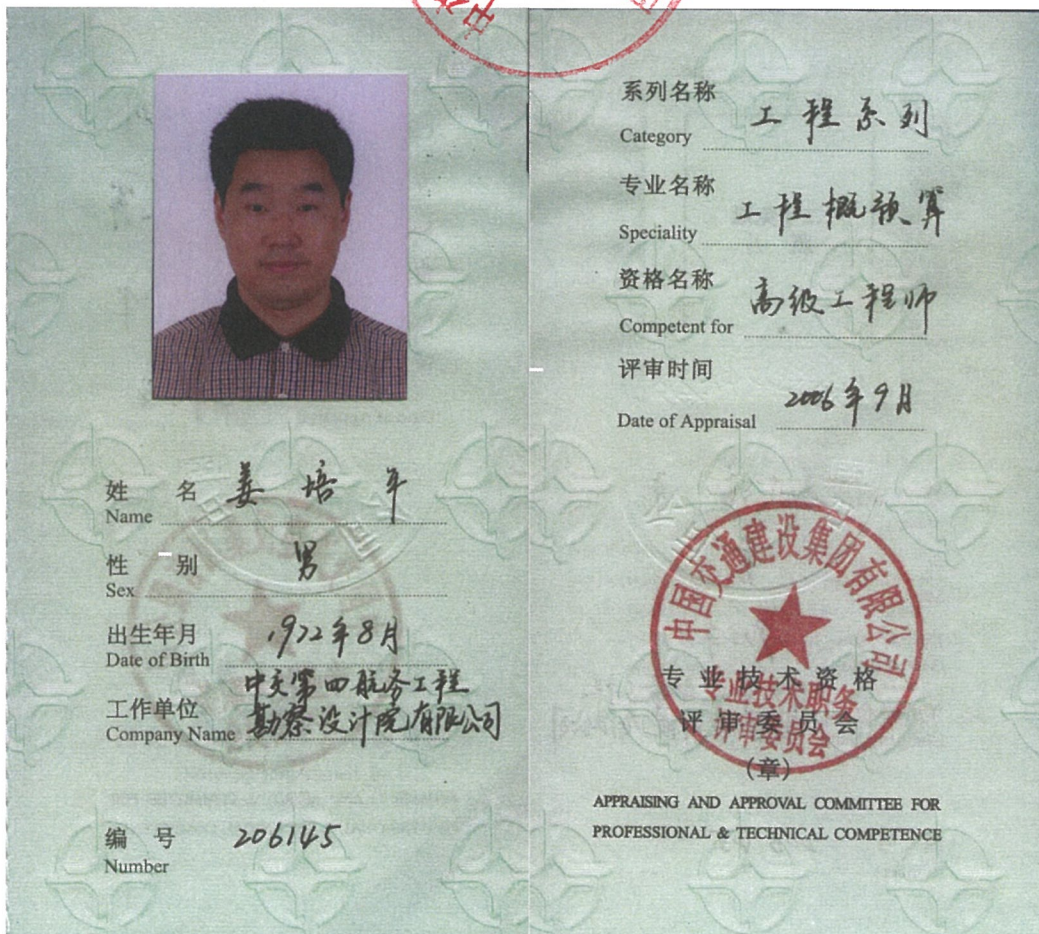 姓 名 姜培年
Name
性 别 男
Sex
出生年月 1972年8月
Date of Birth
中交第四航务工程
工作单位 勘察设计院有限公司
Company Name
编 号 206145
Number
系列名称 工程系列
Category
专业名称 工程概预算
Speciality
资格名称 高级工程师
Competent for
评审时间 2006年9月
Date of Appraisal
中国交通建设集团有限公司
专业技术职务
评审委员会
专业技术资格
评审委员会
(章)
APPRAISING AND APPROVAL COMMITTEE FOR
PROFESSIONAL & TECHNICAL COMPETENCE